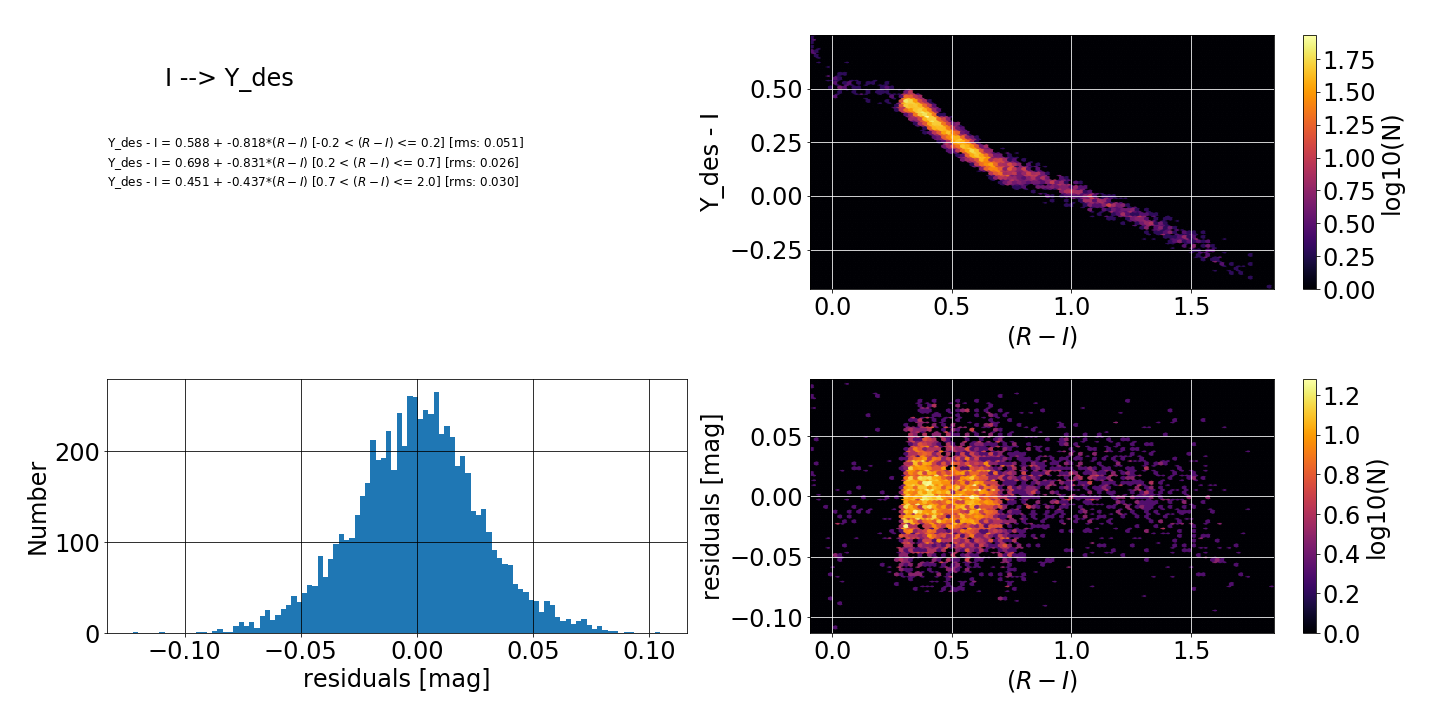 I --> Y_des
Y_des - I = 0.588 + -0.818*(R − I) [-0.2 < (R − I) <= 0.2] [rms: 0.051]
Y_des - I = 0.698 + -0.831*(R − I) [0.2 < (R − I) <= 0.7] [rms: 0.026]
Y_des - I = 0.451 + -0.437*(R − I) [0.7 < (R − I) <= 2.0] [rms: 0.030]
Y_des - I
0.50
0.25
0.00
−0.25
0.0 0.5 1.0 1.5
(R − I)
1.75
1.50
1.25
1.00
0.75
0.50
0.25
0.00
log10(N)
Number
200
100
0
−0.10 −0.05 0.00 0.05 0.10
residuals [mag]
residuals [mag]
0.05
0.00
−0.05
−0.10
0.0 0.5 1.0 1.5
(R − I)
1.2
1.0
0.8
0.6
0.4
0.2
0.0
log10(N)